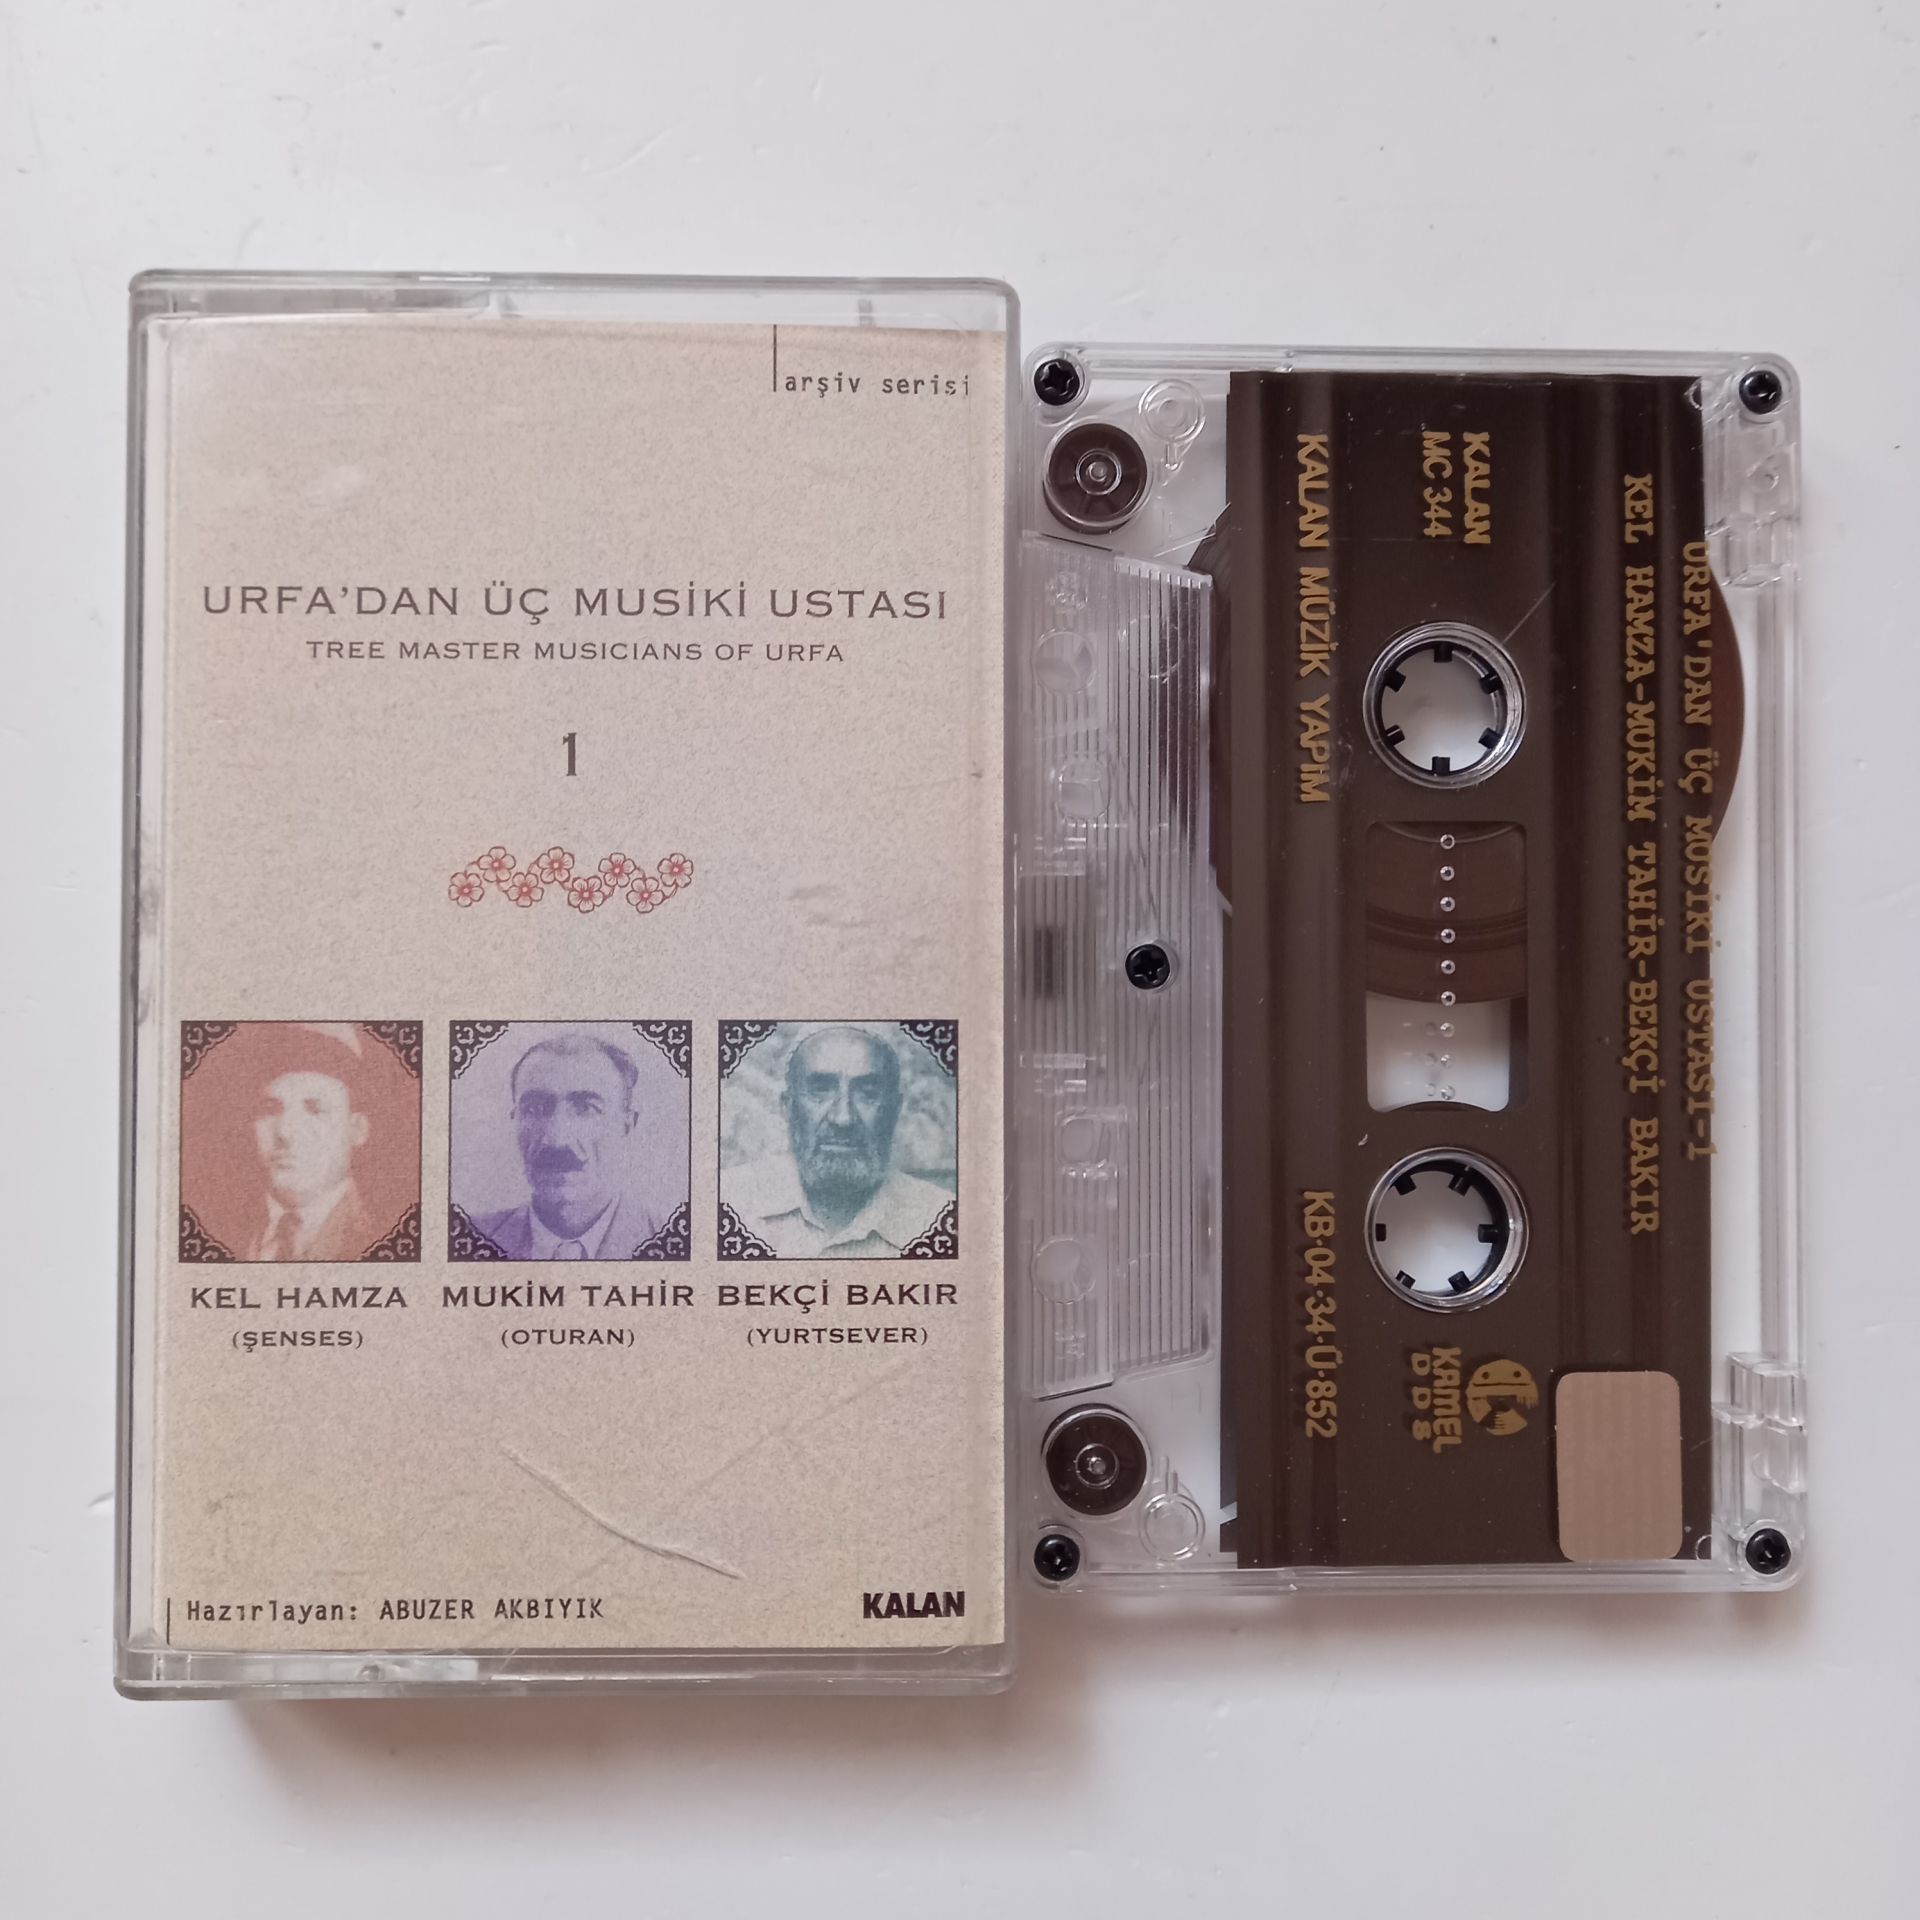 arşiv serisi
URFA'DAN ÜÇ MUSİKİ USTASI
TREE MASTER MUSICIANS OF URFA
1
KEL HAMZA
(ŞENSES)
MUKİM TAHİR
(OTURAN)
BEKÇİ BAKIR
(YURTSEVER)
Hazırlayan: ABUZER AKBIYIK
KALAN
URFA'DAN ÜÇ MUSİKİ USTASI-1
KEL HAMZA-MUKİM TAHİR-BEKÇİ BAKIR
KALAN
MC 344
KAMEL
DDS
KALAN MÜZİK YAPIM
KB·04·34·Ü·852